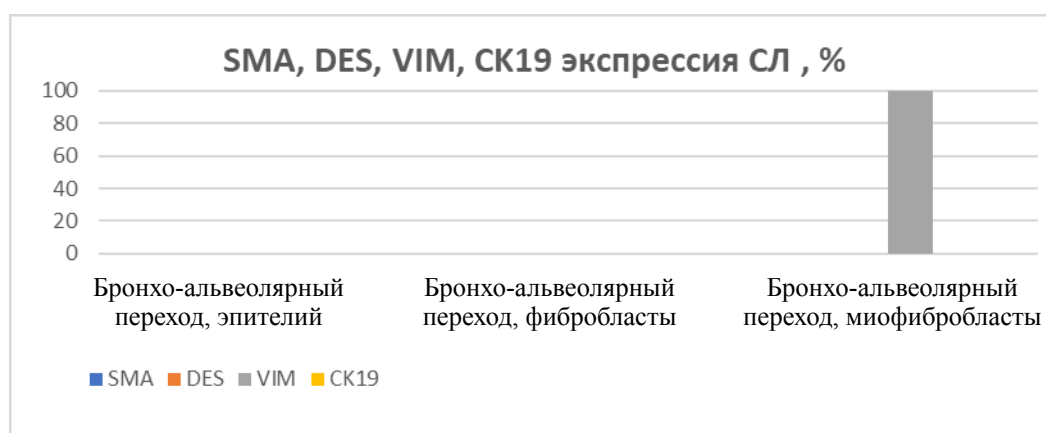 SMA, DES, VIM, CK19 экспрессия СЛ , %
100
80
60
40
20
0
Бронхо-альвеолярный переход, эпителий
Бронхо-альвеолярный переход, фибробласты
Бронхо-альвеолярный переход, миофибробласты
SMA DES VIM CK19